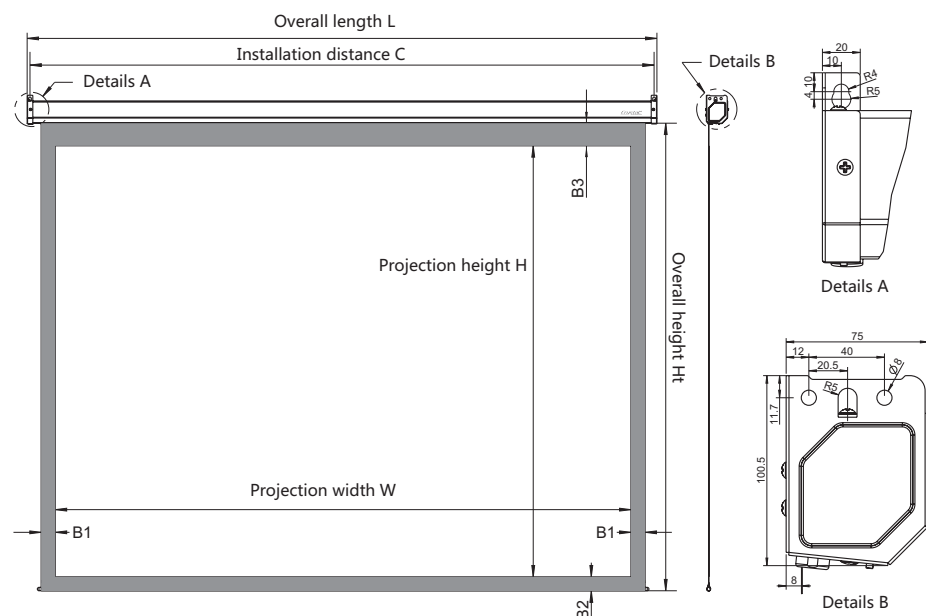 Overall length L
Installation distance C
Details A
Details B
B3
Projection height H
Overall height Ht
Projection width W
B1
B1
B2
20
10
10
4
R4
R5
Details A
75
12
40
20.5
Ø8
R5
11.7
100.5
8
Details B